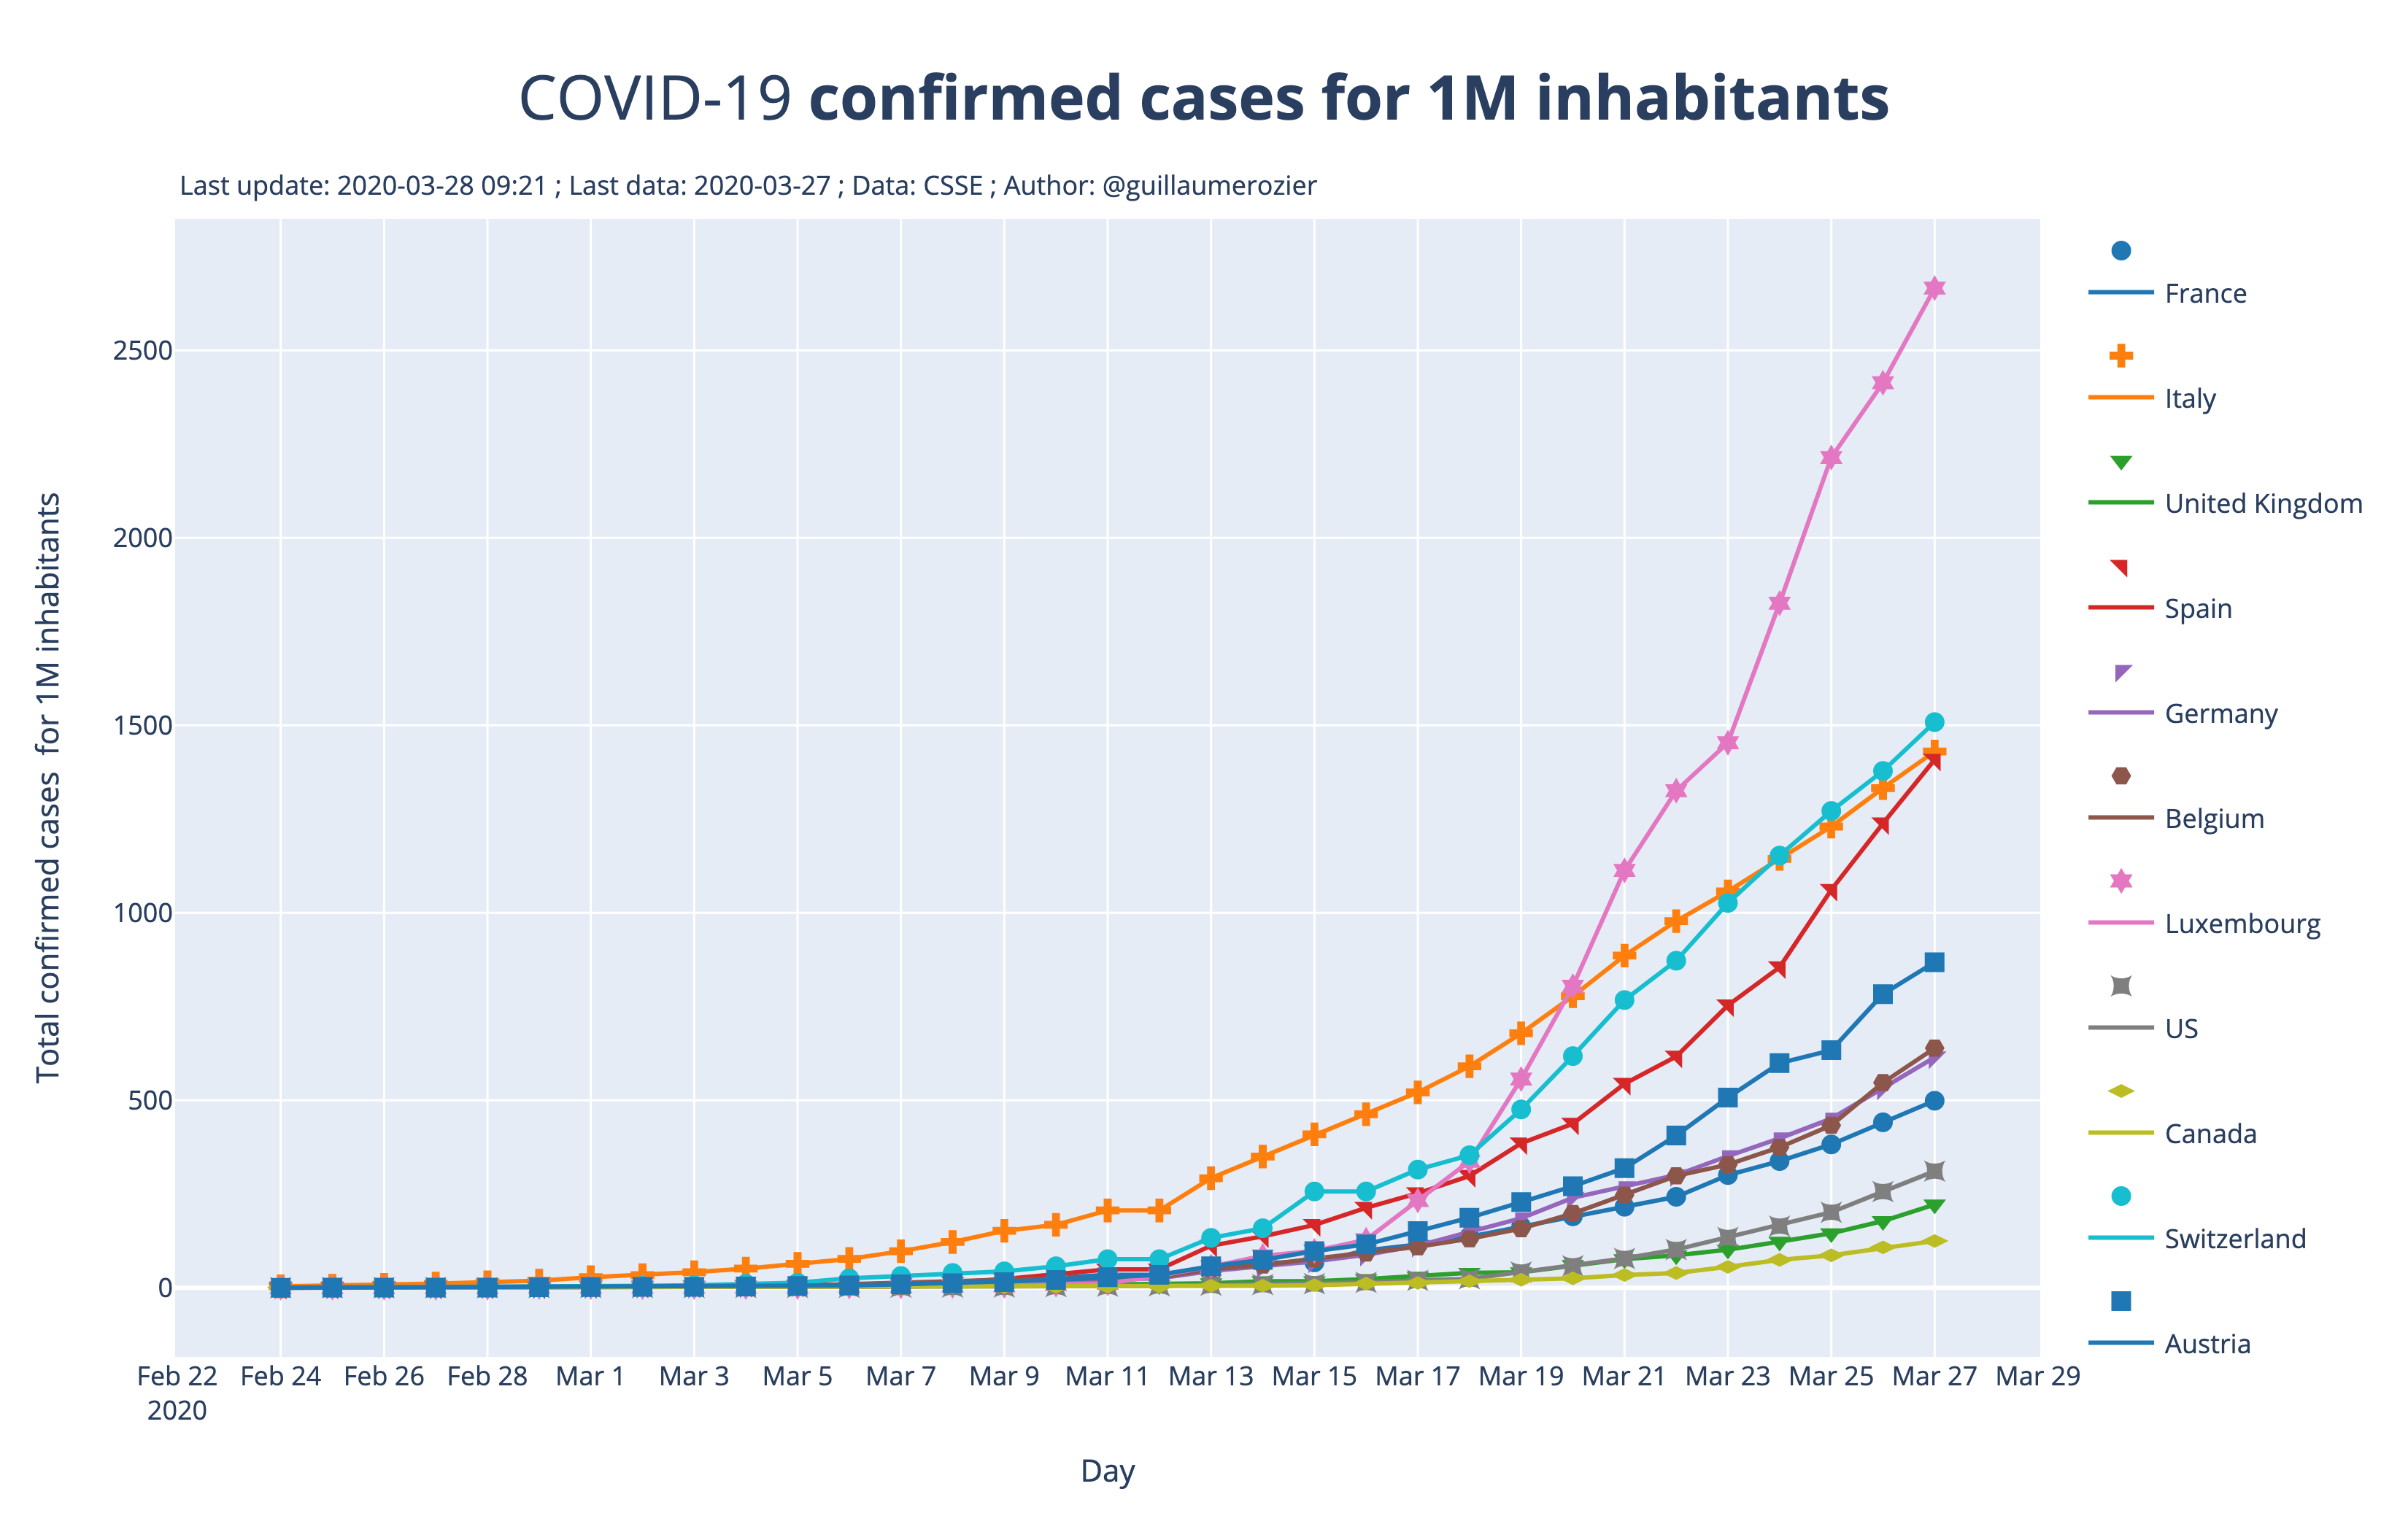 COVID-19 confirmed cases for 1M inhabitants
Last update: 2020-03-28 09:21 ; Last data: 2020-03-27 ; Data: CSSE ; Author: @guillaumerozier
Total confirmed cases for 1M inhabitants
2500
2000
1500
1000
500
0
Feb 22 Feb 24 Feb 26 Feb 28 Mar 1 Mar 3 Mar 5 Mar 7 Mar 9 Mar 11 Mar 13 Mar 15 Mar 17 Mar 19 Mar 21 Mar 23 Mar 25 Mar 27 Mar 29
2020
Day
France
Italy
United Kingdom
Spain
Germany
Belgium
Luxembourg
US
Canada
Switzerland
Austria